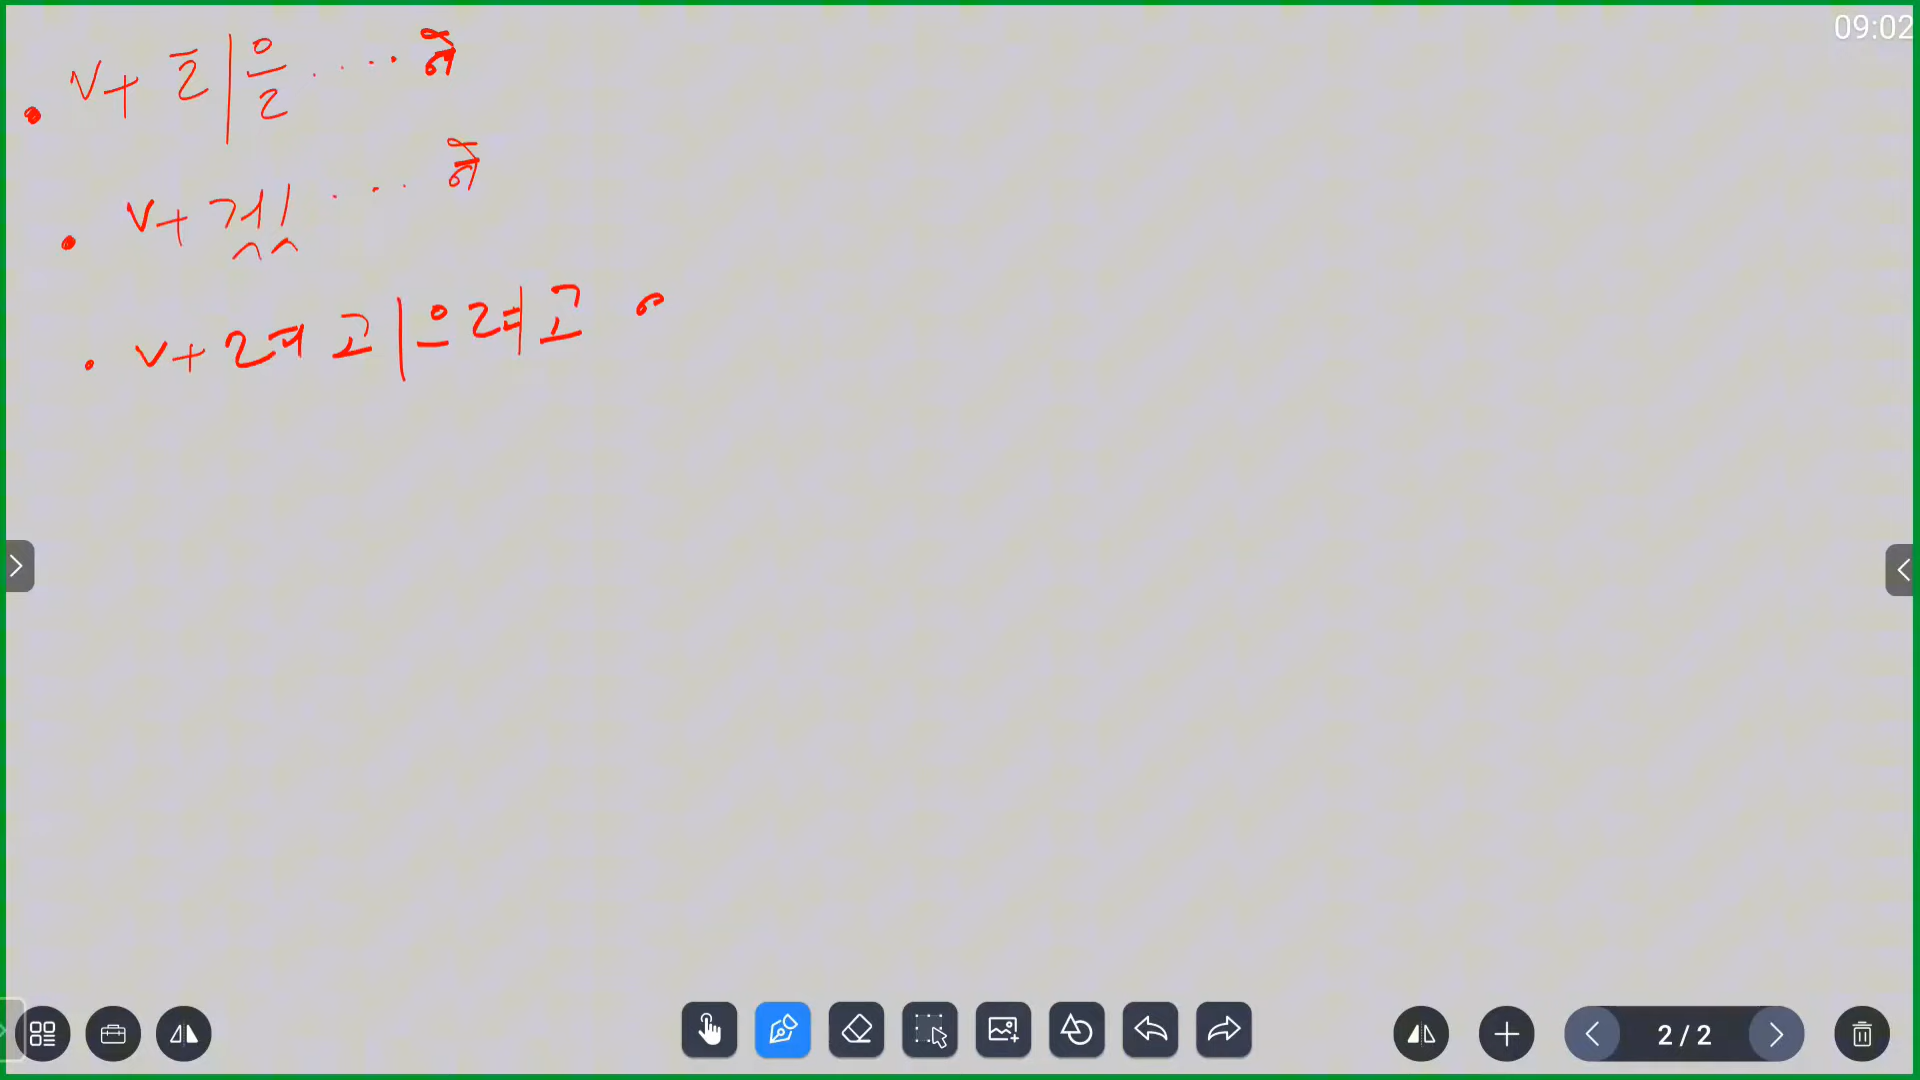 09:02
• V+ ㄹ|을 .... ने
• V+ 겠 ... ने
• V+ 려고|으려고
2 / 2